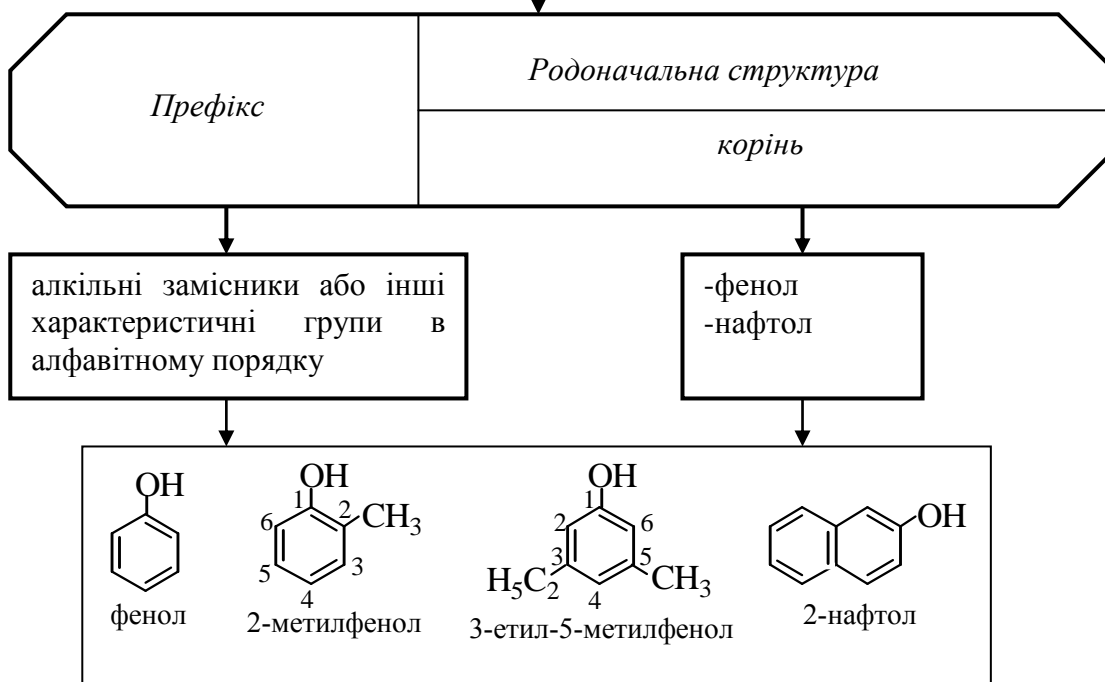 Префікс
Родоначальна структура
корінь
алкільні замісники або інші
характеристичні групи в
алфавітному порядку
-фенол
-нафтол
OH
фенол
OH
1
2
CH3
6
3
5
4
2-метилфенол
OH
1
2
6
3
5
H5C2
CH3
4
3-етил-5-метилфенол
OH
2-нафтол